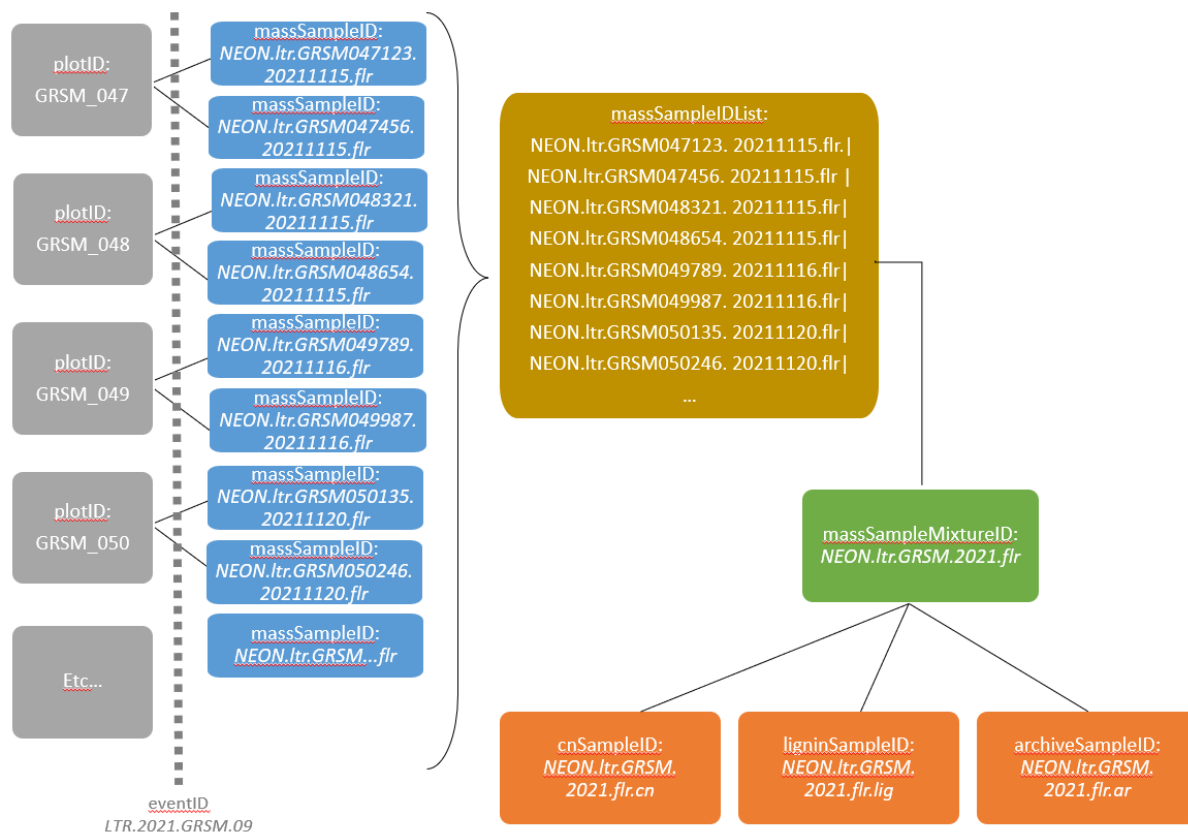 plotID:
GRSM_047
massSampleID:
NEON.ltr.GRSM047123.
20211115.flr
massSampleID:
NEON.ltr.GRSM047456.
20211115.flr
plotID:
GRSM_048
massSampleID:
NEON.ltr.GRSM048321.
20211115.flr
massSampleID:
NEON.ltr.GRSM048654.
20211115.flr
plotID:
GRSM_049
massSampleID:
NEON.ltr.GRSM049789.
20211116.flr
massSampleID:
NEON.ltr.GRSM049987.
20211116.flr
plotID:
GRSM_050
massSampleID:
NEON.ltr.GRSM050135.
20211120.flr
massSampleID:
NEON.ltr.GRSM050246.
20211120.flr
Etc...
massSampleID:
NEON.ltr.GRSM...flr
eventID
LTR.2021.GRSM.09
massSampleIDList:
NEON.ltr.GRSM047123. 20211115.flr.|
NEON.ltr.GRSM047456. 20211115.flr |
NEON.ltr.GRSM048321. 20211115.flr|
NEON.ltr.GRSM048654. 20211115.flr|
NEON.ltr.GRSM049789. 20211116.flr|
NEON.ltr.GRSM049987. 20211116.flr|
NEON.ltr.GRSM050135. 20211120.flr|
NEON.ltr.GRSM050246. 20211120.flr|
...
massSampleMixtureID:
NEON.ltr.GRSM.2021.flr
cnSampleID:
NEON.ltr.GRSM.
2021.flr.cn
ligninSampleID:
NEON.ltr.GRSM.
2021.flr.lig
archiveSampleID:
NEON.ltr.GRSM.
2021.flr.ar